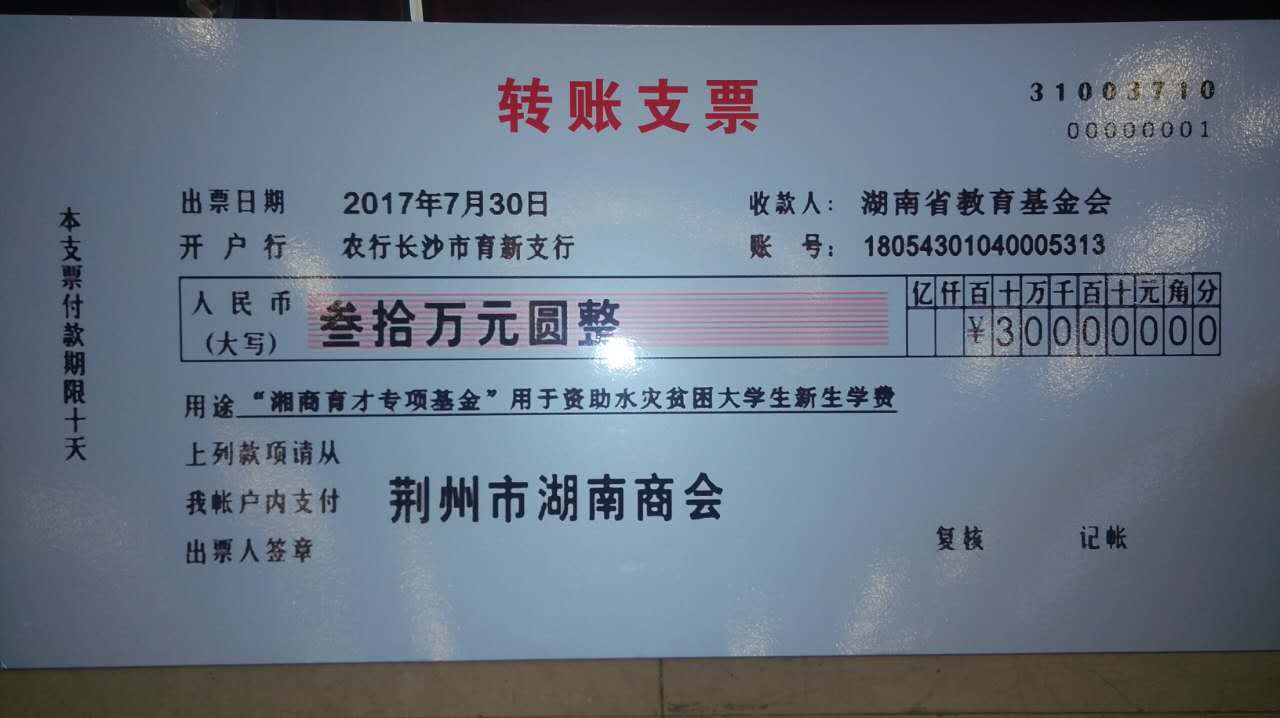 转账支票
31003710
00000001
出票日期 2017年7月30日 收款人：湖南省教育基金会
开户行 农行长沙市育新支行 账号：18054301040005313
人民币 叁拾万元圆整 亿仟百十万千百十元角分
(大写) ¥30000000
用途 “湘商育才专项基金”用于资助水灾贫困大学生新生学费
上列款项请从
我帐户内支付 荆州市湖南商会
出票人签章 复核 记帐
本支票付款期限十天